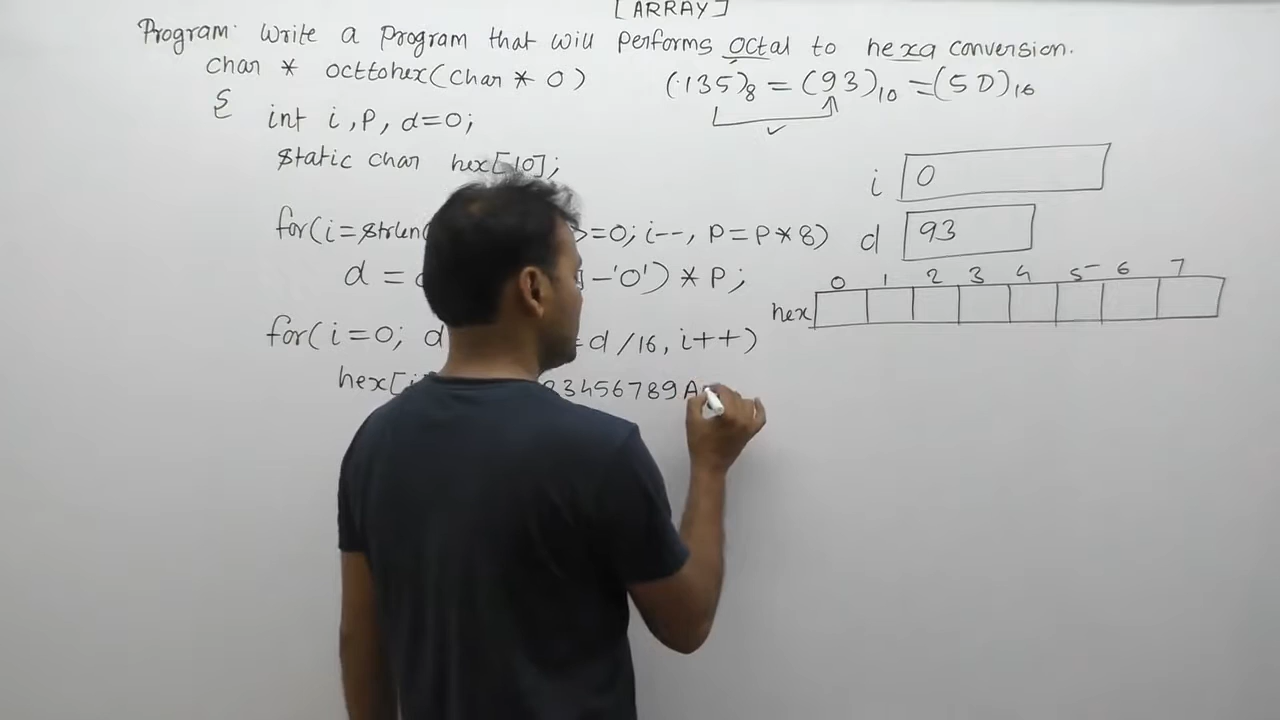 [ARRAY]
Program: Write a program that will performs octal to hexa conversion.
char * octtohex(char * O) (135)8 = (93)10 = (5D)16
{
int i, p, d=0;
static char hex[10];
i 0
for(i=strlen >=0; i--, p=p*8) d 93
d = -'0') * p; 0 1 2 3 4 5 6 7
hex
for(i=0; d =d/16, i++)
hex[i 3456789A